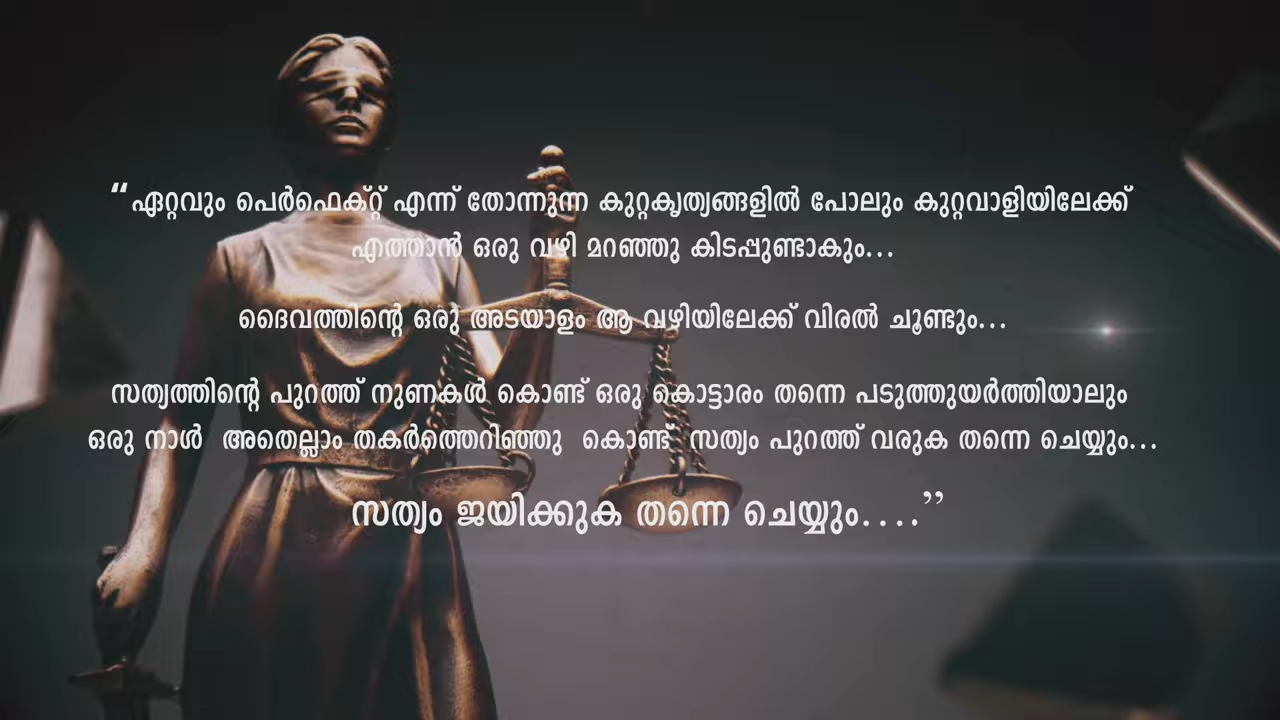 “ഏറ്റവും പെർഫെക്റ്റ് എന്ന് തോന്നുന്ന കുറ്റകൃത്യങ്ങളിൽ പോലും കുറ്റവാളിയിലേക്ക്
എത്താൻ ഒരു വഴി മറഞ്ഞു കിടപ്പുണ്ടാകും...
ദൈവത്തിന്റെ ഒരു അടയാളം ആ വഴിയിലേക്ക് വിരൽ ചൂണ്ടും...
സത്യത്തിന്റെ പുറത്ത് നുണകൾ കൊണ്ട് ഒരു കൊട്ടാരം തന്നെ പടുത്തുയർത്തിയാലും
ഒരു നാൾ അതെല്ലാം തകർത്തെറിഞ്ഞു കൊണ്ട് സത്യം പുറത്ത് വരുക തന്നെ ചെയ്യും...
സത്യം ജയിക്കുക തന്നെ ചെയ്യും....”